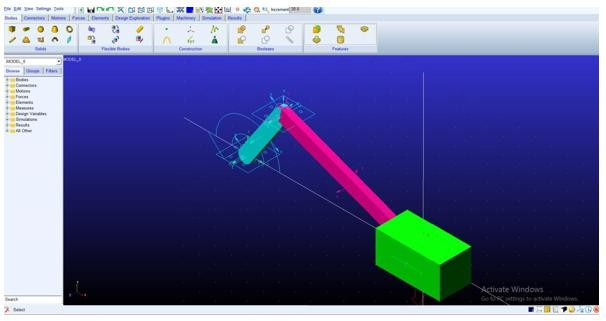 File Edit View Settings Tools
Increment 30.0
Bodies Connectors Motions Forces Elements Design Exploration Plugins Machinery Simulation Results
Solids Flexible Bodies Construction Booleans Features
MODEL_6
MODEL_6
Browse Groups Filters
Bodies
Connectors
Motions
Forces
Elements
Measures
Design Variables
Simulations
Results
All Other
Activate Windows
Go to PC settings to activate Windows.
Search
Select